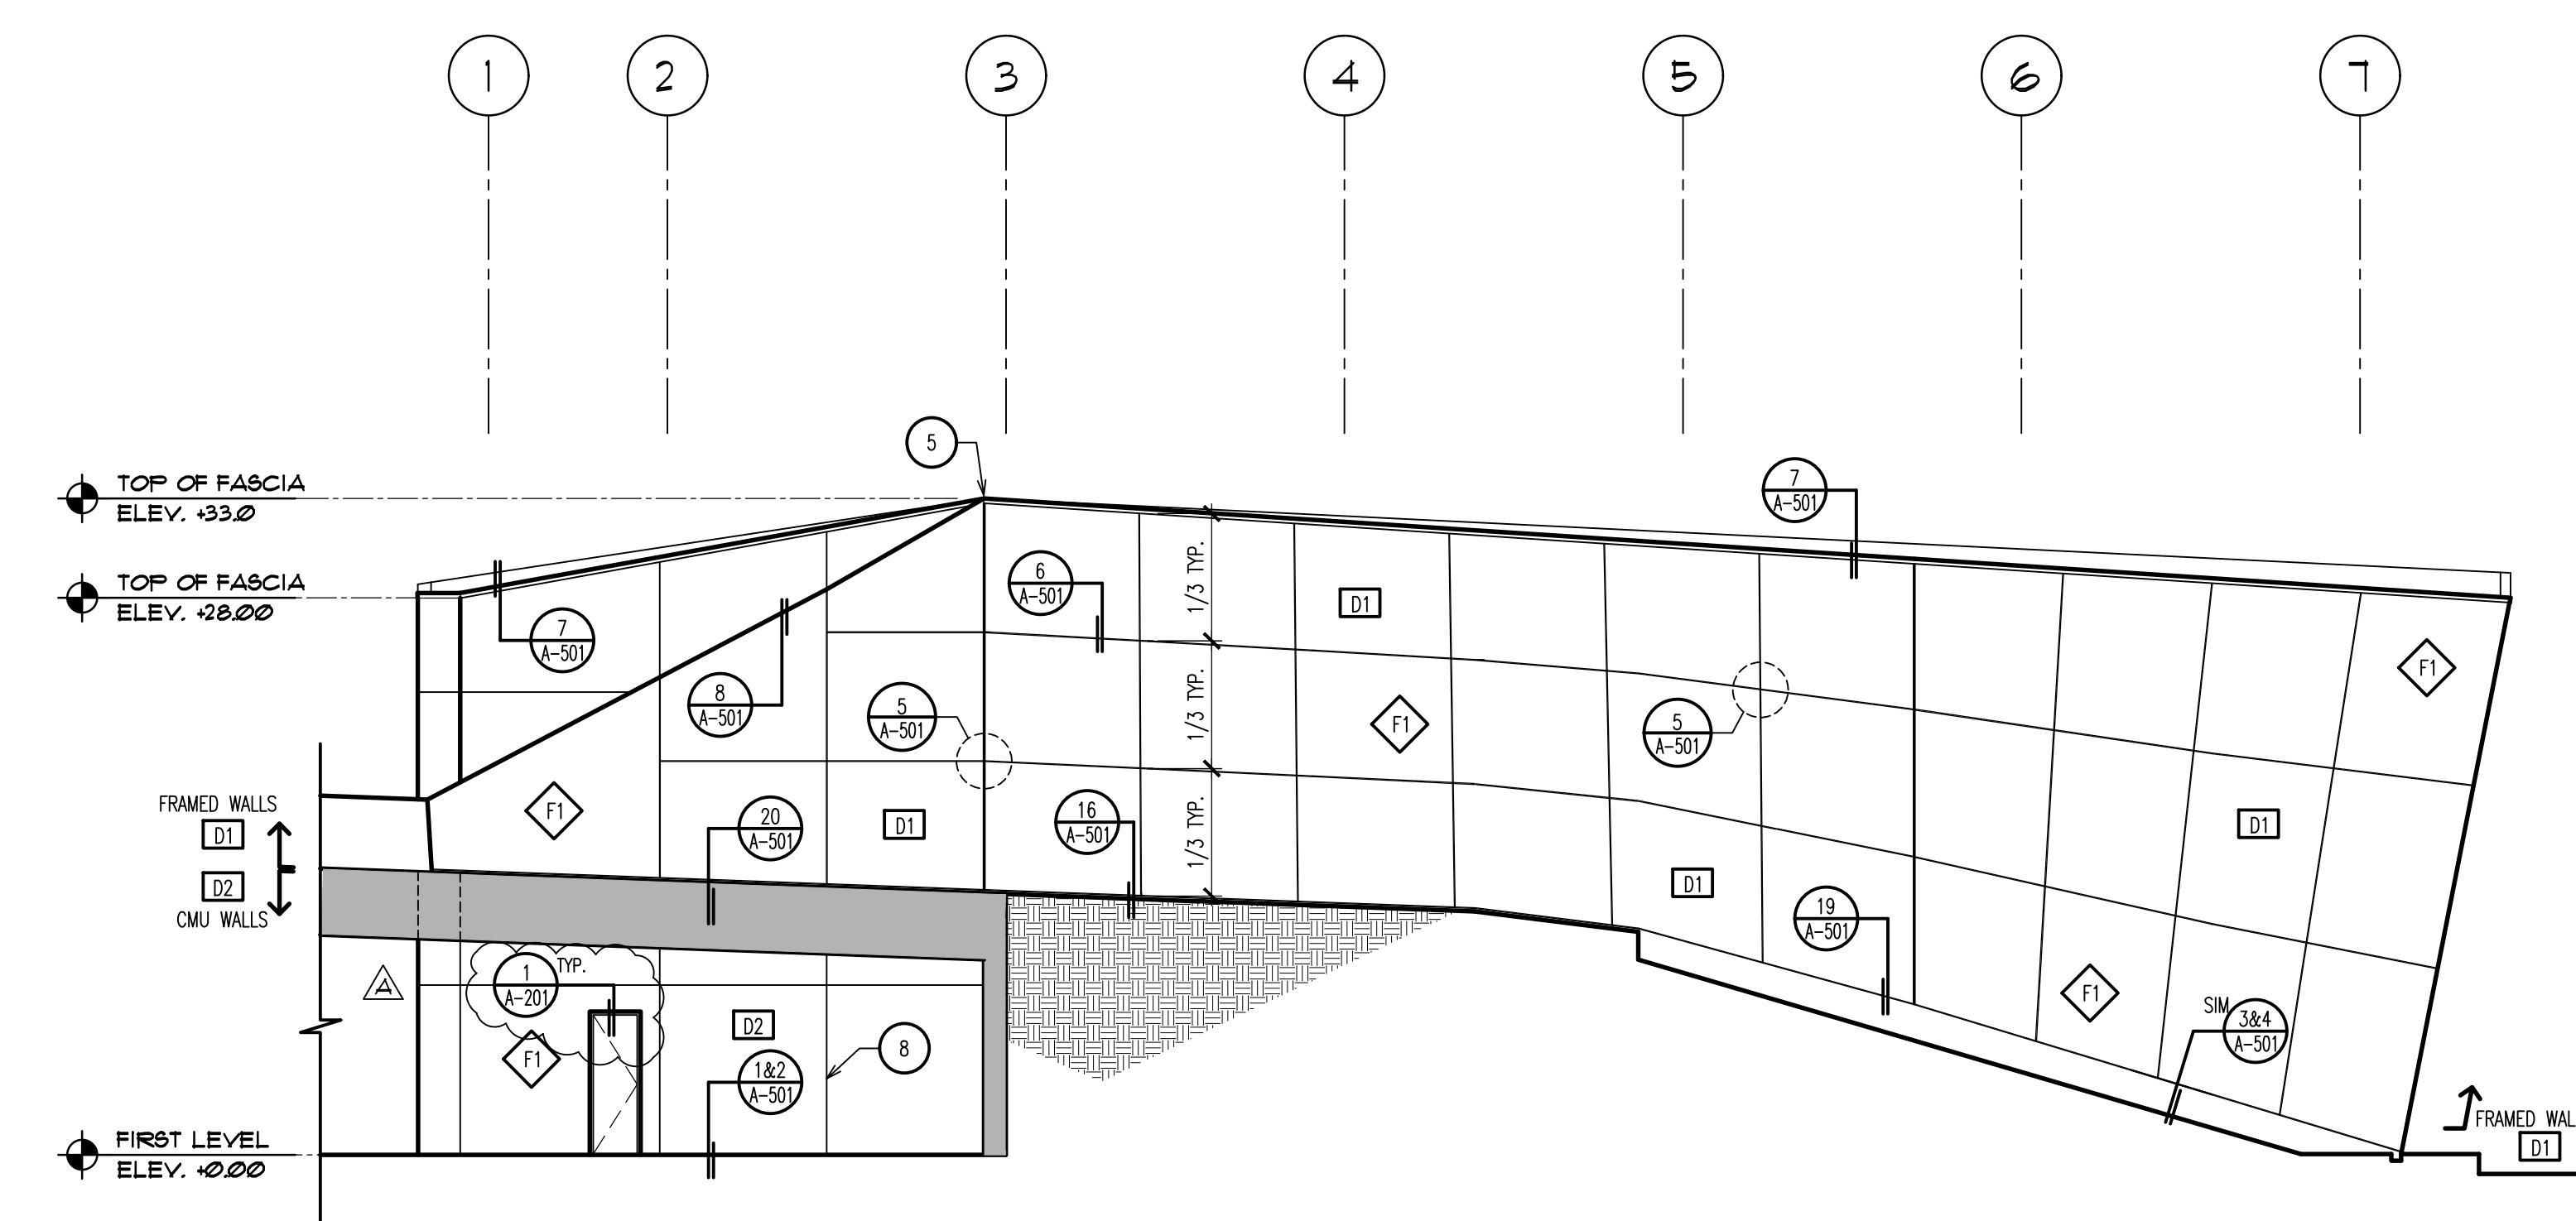 1 2 3 4 5 6 7
5
TOP OF FASCIA
ELEV. +33.0
7
A-501
TOP OF FASCIA
ELEV. +28.00
6
A-501
1/3 TYP.
D1
7
A-501
8
A-501
5
A-501
1/3 TYP.
F1
5
A-501
F1
FRAMED WALLS
D1
D2
CMU WALLS
F1
20
A-501
D1
16
A-501
1/3 TYP.
D1
19
A-501
D1
A
1
A-201
TYP.
F1
D2
1&2
A-501
8
F1
SIM
3&4
A-501
FIRST LEVEL
ELEV. +0.00
FRAMED WAL
D1